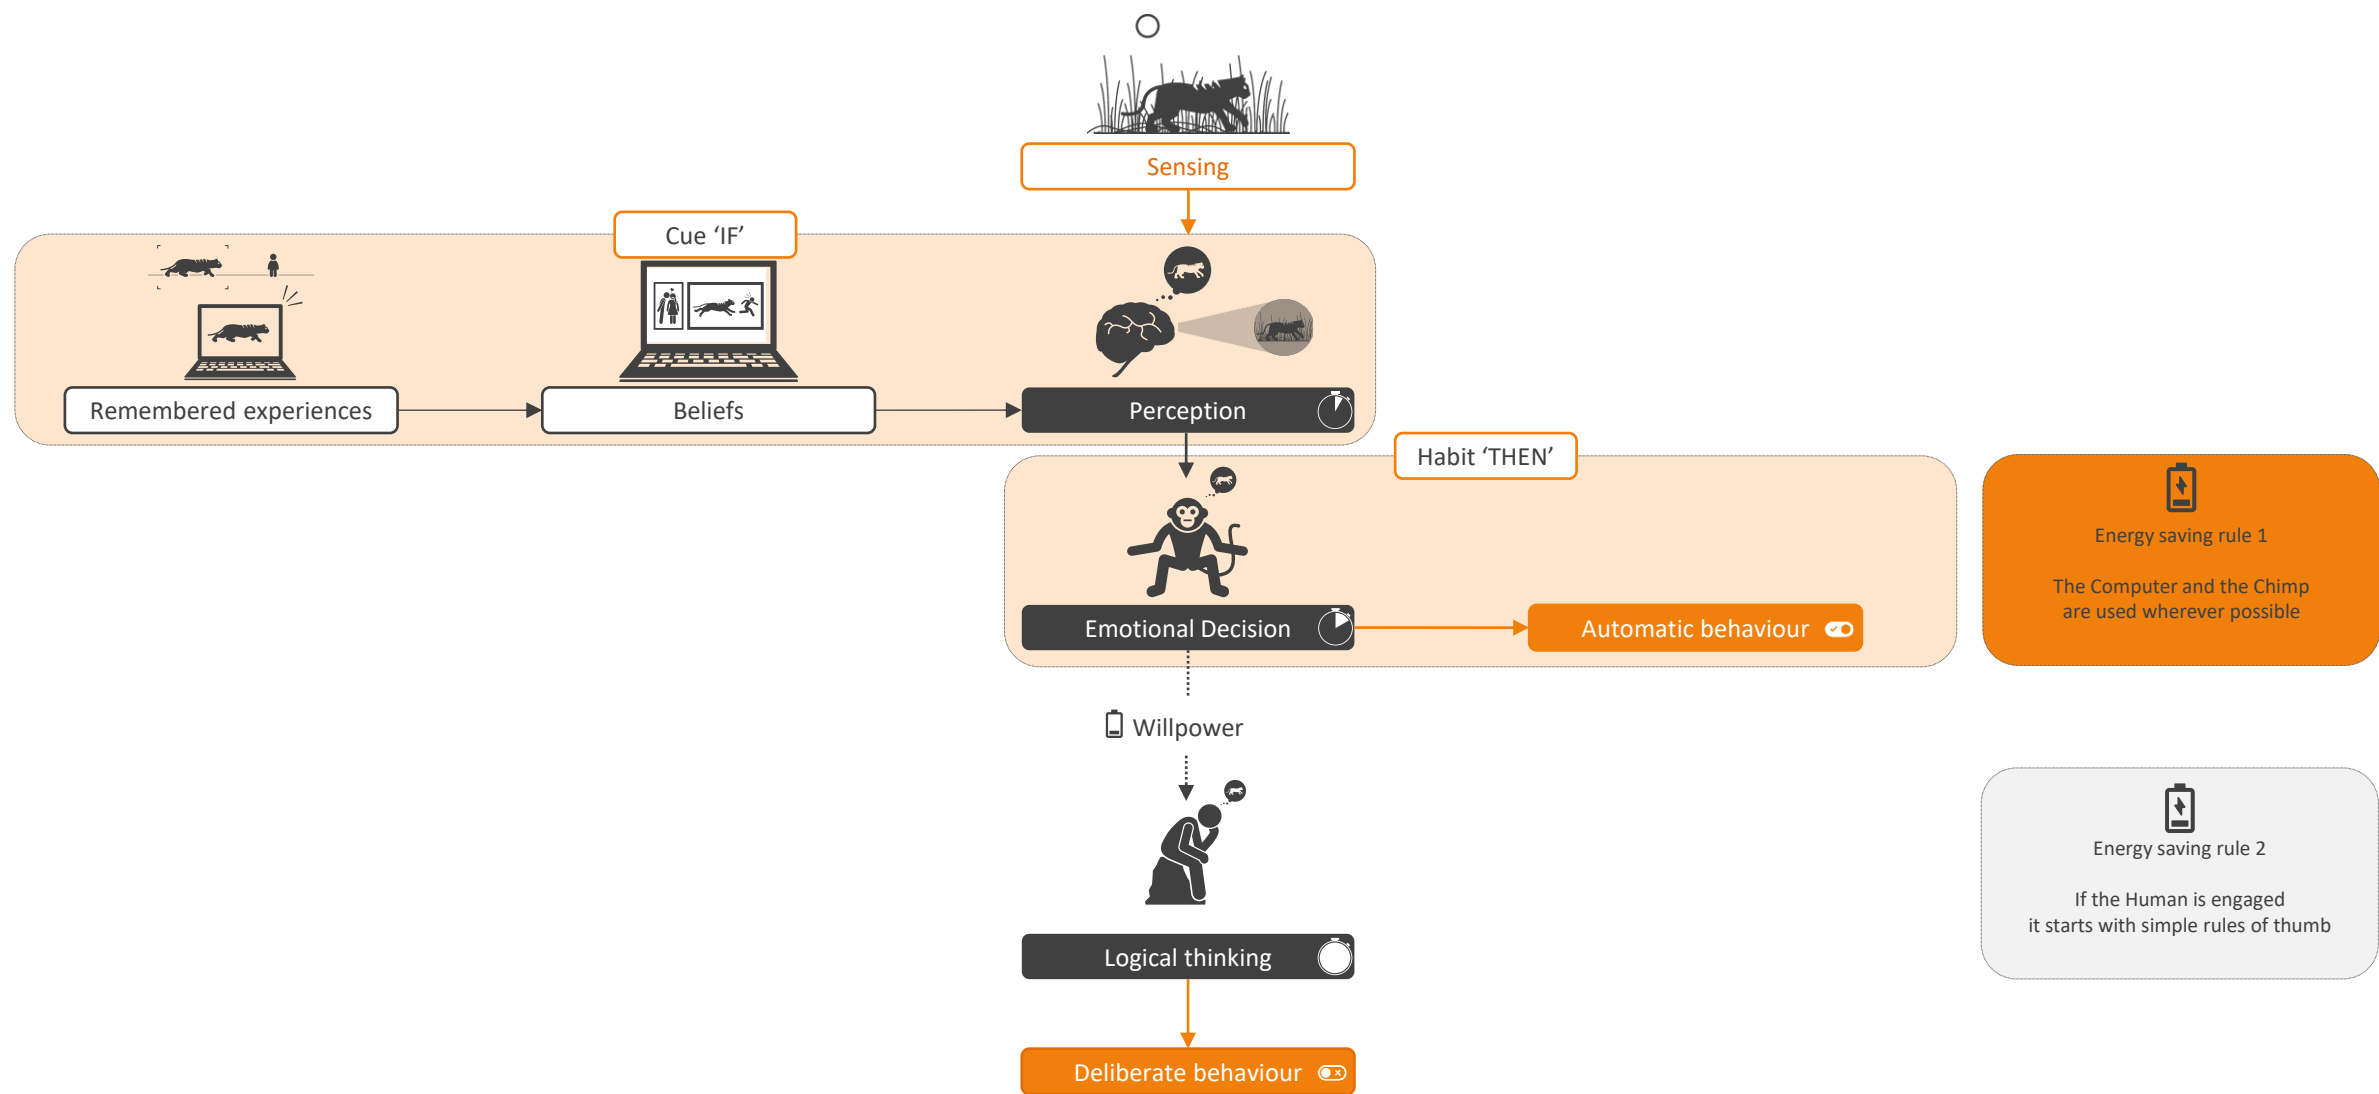 Sensing
Cue ‘IF’
Remembered experiences
Beliefs
Perception
Habit ‘THEN’
Emotional Decision
Automatic behaviour
Energy saving rule 1
The Computer and the Chimp
are used wherever possible
Willpower
Energy saving rule 2
If the Human is engaged
it starts with simple rules of thumb
Logical thinking
Deliberate behaviour